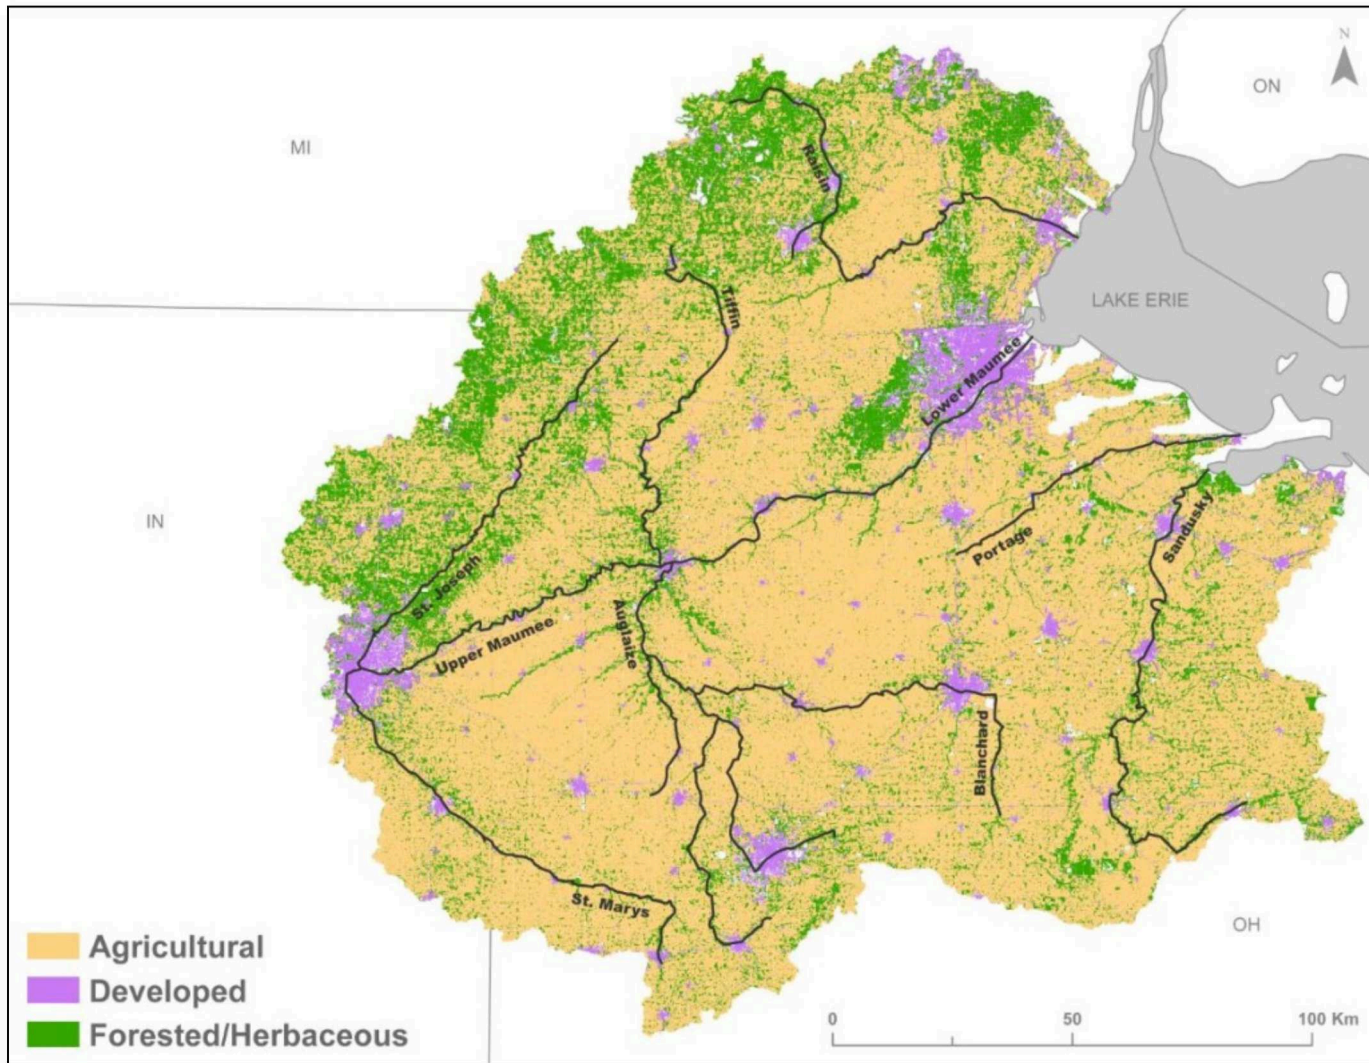 N
ON
MI
Raisin
LAKE ERIE
Tiffin
Lower Maumee
IN
Sandusky
Portage
St. Joseph
Auglaize
Upper Maumee
Blanchard
St. Marys
OH
Agricultural
Developed
Forested/Herbaceous
0 50 100 Km